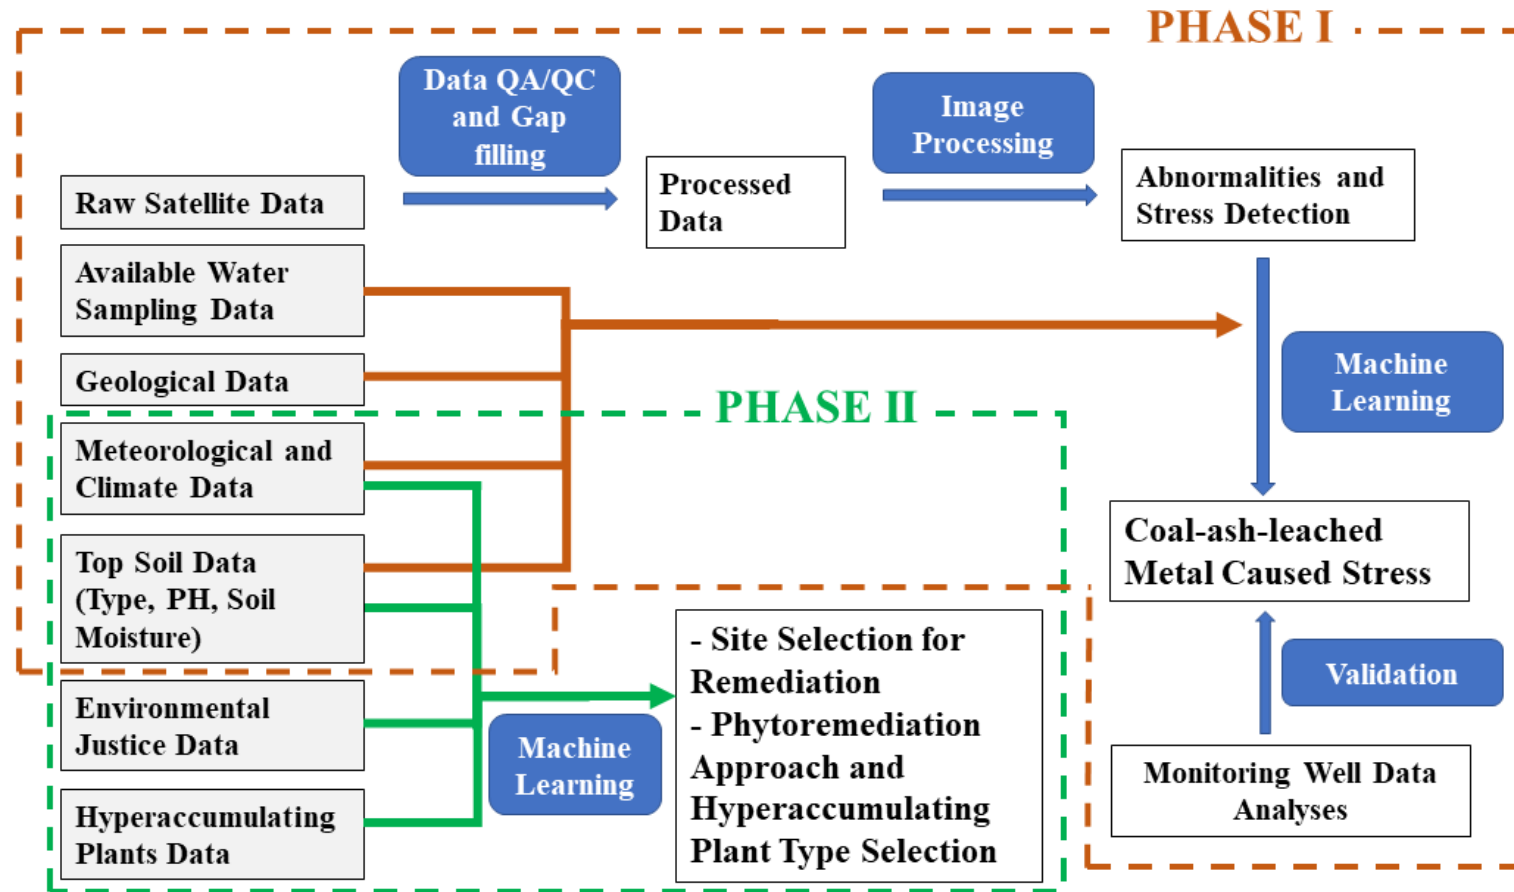 PHASE I
Data QA/QC
and Gap
filling
Image
Processing
Raw Satellite Data
Processed
Data
Abnormalities and
Stress Detection
Available Water
Sampling Data
Geological Data
Machine
Learning
PHASE II
Meteorological and
Climate Data
Coal-ash-leached
Metal Caused Stress
Top Soil Data
(Type, PH, Soil
Moisture)
- Site Selection for
Remediation
- Phytoremediation
Approach and
Hyperaccumulating
Plant Type Selection
Validation
Environmental
Justice Data
Machine
Learning
Monitoring Well Data
Analyses
Hyperaccumulating
Plants Data